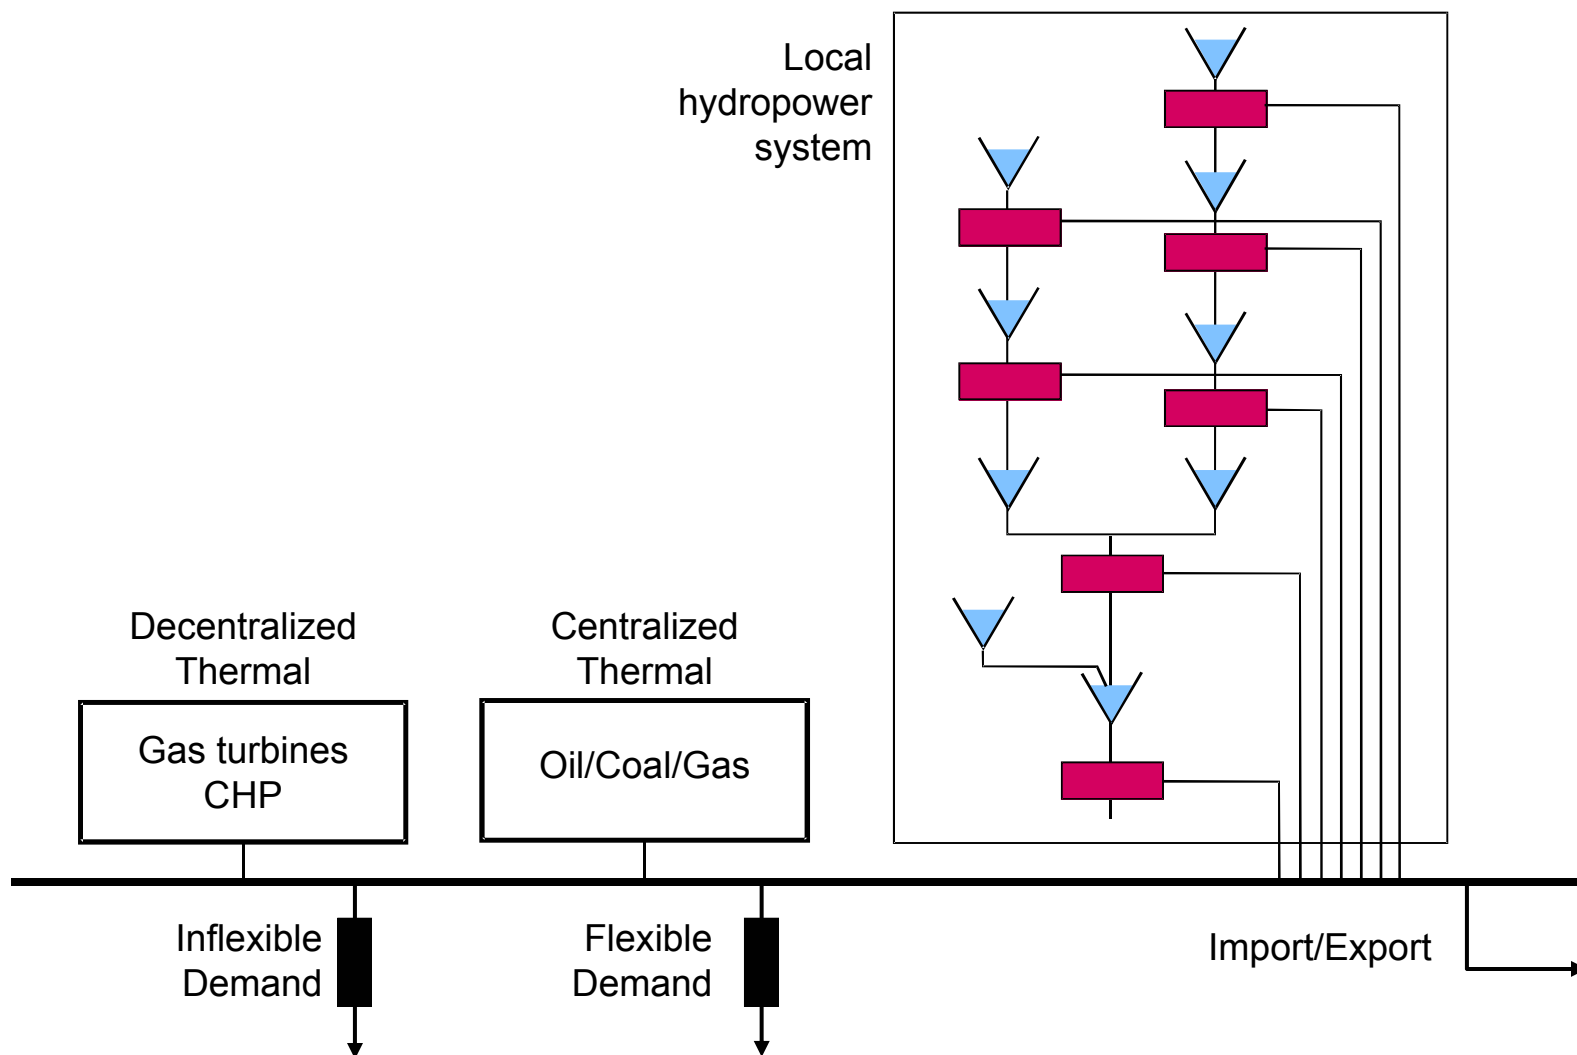 Local
hydropower
system
Decentralized
Thermal
Centralized
Thermal
Gas turbines
CHP
Oil/Coal/Gas
Inflexible
Demand
Flexible
Demand
Import/Export